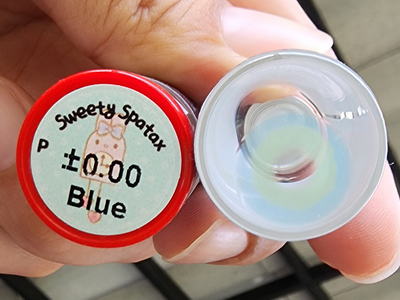 Sweety Spatax
P
±0.00
Blue